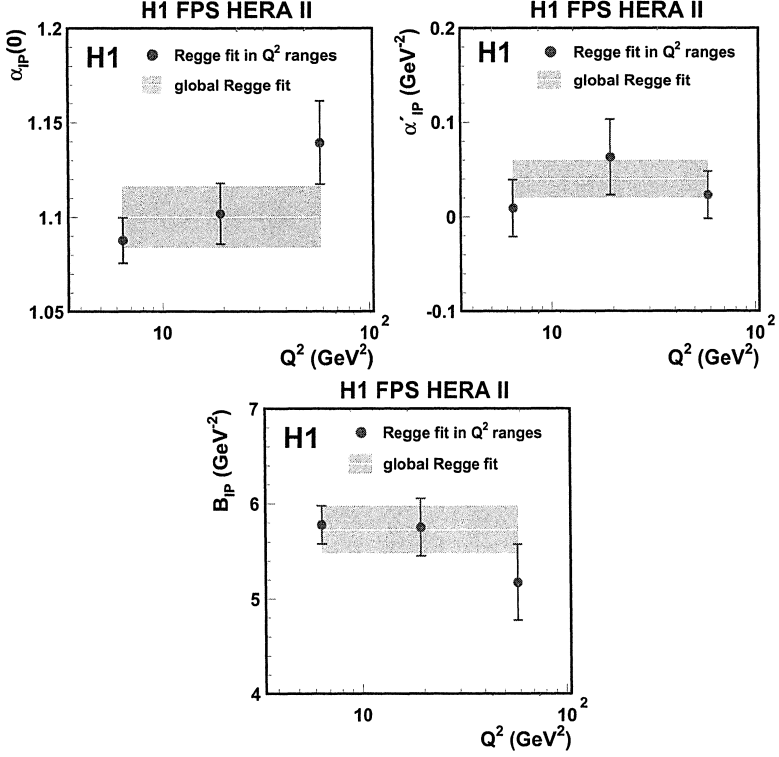 H1 FPS HERA II
α_IP(0)
1.2
1.15
1.1
1.05
H1
Regge fit in Q² ranges
global Regge fit
10
10²
Q² (GeV²)
H1 FPS HERA II
α′_IP (GeV⁻²)
0.2
0.1
0
-0.1
H1
Regge fit in Q² ranges
global Regge fit
10
10²
Q² (GeV²)
H1 FPS HERA II
B_IP (GeV⁻²)
7
6
5
4
H1
Regge fit in Q² ranges
global Regge fit
10
10²
Q² (GeV²)